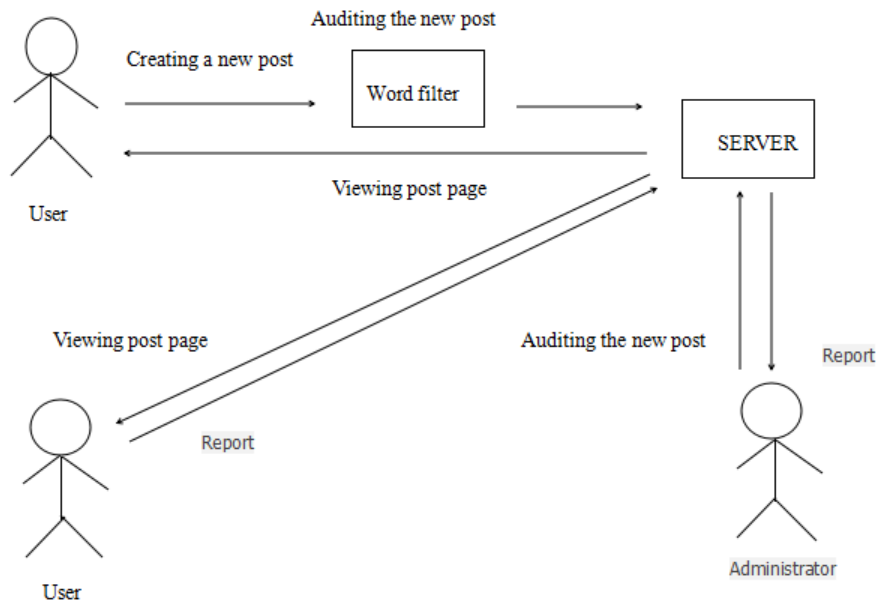 Auditing the new post
Creating a new post
Word filter
SERVER
Viewing post page
User
Viewing post page
Auditing the new post
Report
Report
Administrator
User